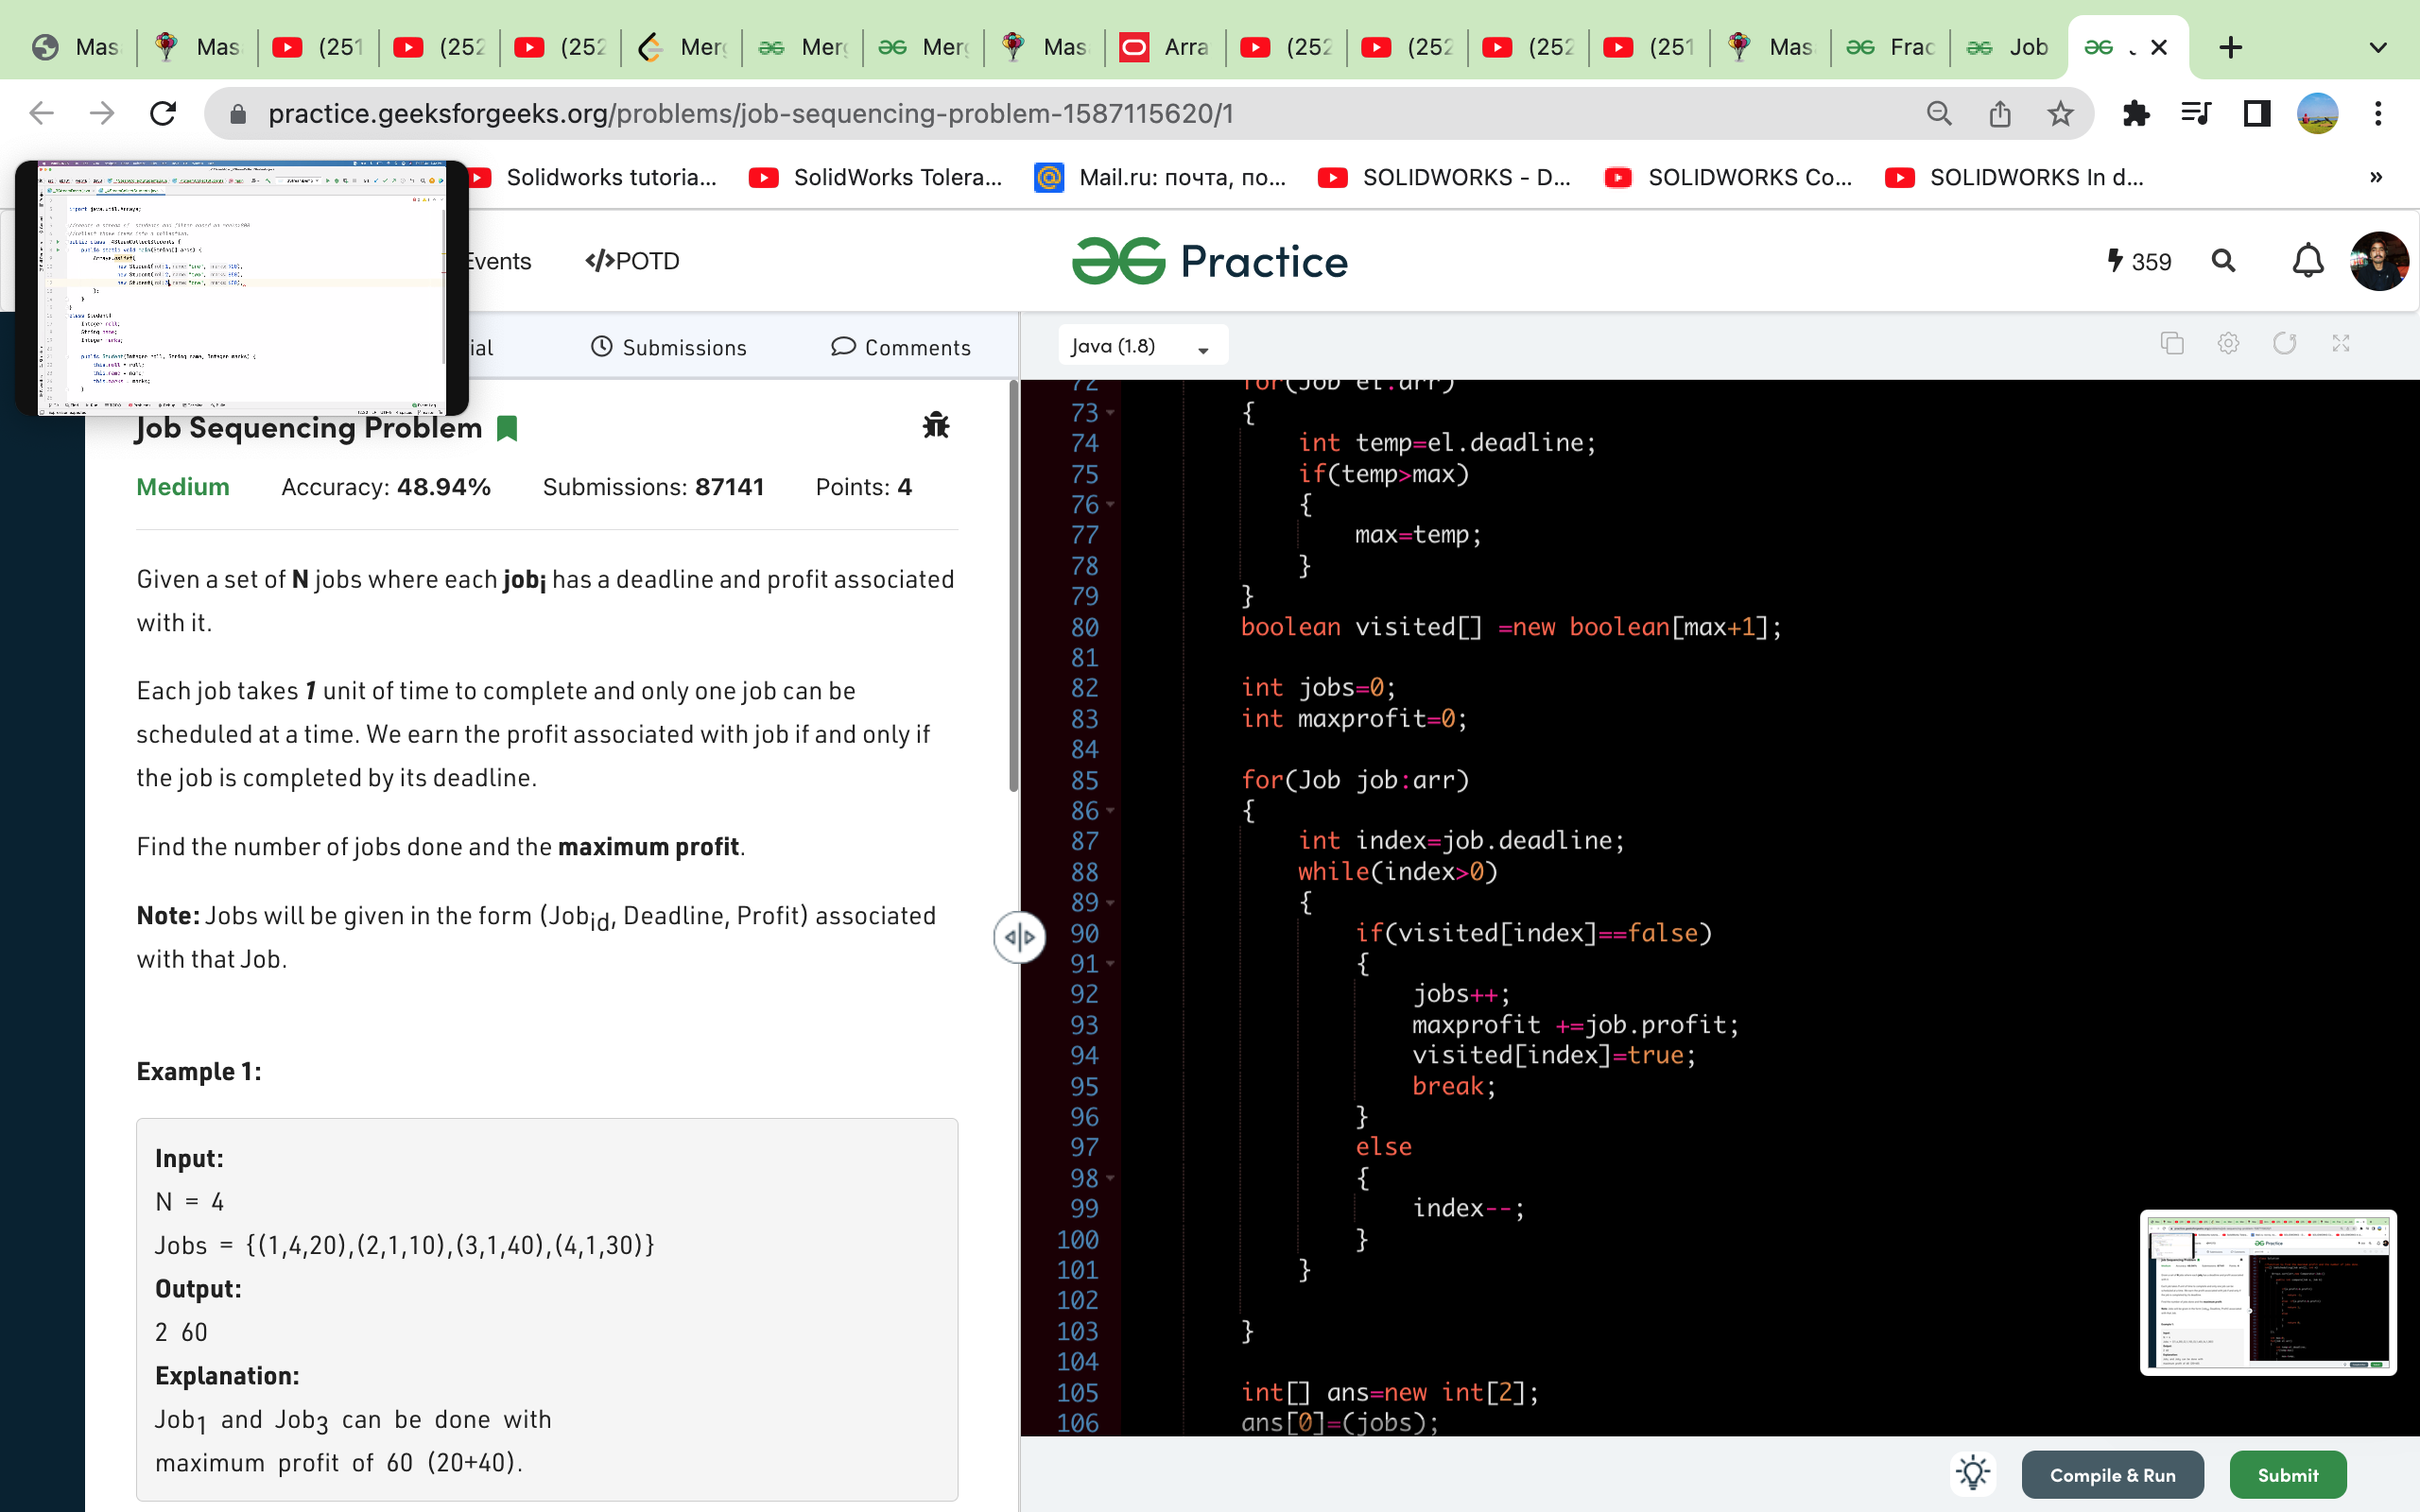 Mas
Mas
(251
(252
(252
Merg
Merg
Merg
Mas
Arra
(252
(252
(252
(251
Mas
Frac
Job
practice.geeksforgeeks.org/problems/job-sequencing-problem-1587115620/1
Solidworks tutoria...
SolidWorks Tolera...
Mail.ru: почта, по...
SOLIDWORKS - D...
SOLIDWORKS Co...
SOLIDWORKS In d...
»
Events
</>POTD
Practice
359
ial
Submissions
Comments
Java (1.8)
Job Sequencing Problem
Medium Accuracy: 48.94% Submissions: 87141 Points: 4
Given a set of N jobs where each jobi has a deadline and profit associated
with it.
Each job takes 1 unit of time to complete and only one job can be
scheduled at a time. We earn the profit associated with job if and only if
the job is completed by its deadline.
Find the number of jobs done and the maximum profit.
Note: Jobs will be given in the form (Jobid, Deadline, Profit) associated
with that Job.
Example 1:
Input:
N = 4
Jobs = {(1,4,20),(2,1,10),(3,1,40),(4,1,30)}
Output:
2 60
Explanation:
Job1 and Job3 can be done with
maximum profit of 60 (20+40).
72 for(Job el:arr)
73 {
74 int temp=el.deadline;
75 if(temp>max)
76 {
77 max=temp;
78 }
79 }
80 boolean visited[] =new boolean[max+1];
81
82 int jobs=0;
83 int maxprofit=0;
84
85 for(Job job:arr)
86 {
87 int index=job.deadline;
88 while(index>0)
89 {
90 if(visited[index]==false)
91 {
92 jobs++;
93 maxprofit +=job.profit;
94 visited[index]=true;
95 break;
96 }
97 else
98 {
99 index--;
100 }
101 }
102
103 }
104
105 int[] ans=new int[2];
106 ans[0]=(jobs);
Compile & Run
Submit